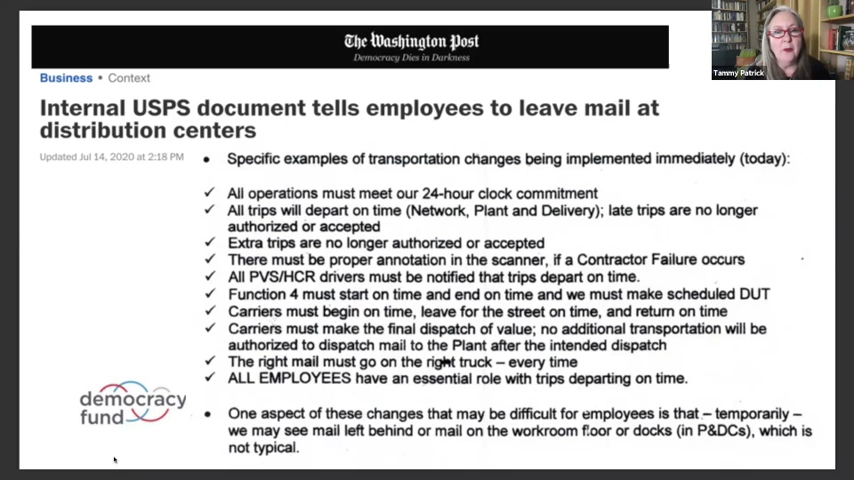 The Washington Post
Democracy Dies in Darkness
Tammy Patrick
Business • Context
Internal USPS document tells employees to leave mail at
distribution centers
Updated Jul 14, 2020 at 2:18 PM
• Specific examples of transportation changes being implemented immediately (today):
✓ All operations must meet our 24-hour clock commitment
✓ All trips will depart on time (Network, Plant and Delivery); late trips are no longer
authorized or accepted
✓ Extra trips are no longer authorized or accepted
✓ There must be proper annotation in the scanner, if a Contractor Failure occurs
✓ All PVS/HCR drivers must be notified that trips depart on time.
✓ Function 4 must start on time and end on time and we must make scheduled DUT
✓ Carriers must begin on time, leave for the street on time, and return on time
✓ Carriers must make the final dispatch of value; no additional transportation will be
authorized to dispatch mail to the Plant after the intended dispatch
✓ The right mail must go on the right truck – every time
✓ ALL EMPLOYEES have an essential role with trips departing on time.
democracy
fund
• One aspect of these changes that may be difficult for employees is that – temporarily –
we may see mail left behind or mail on the workroom floor or docks (in P&DCs), which is
not typical.